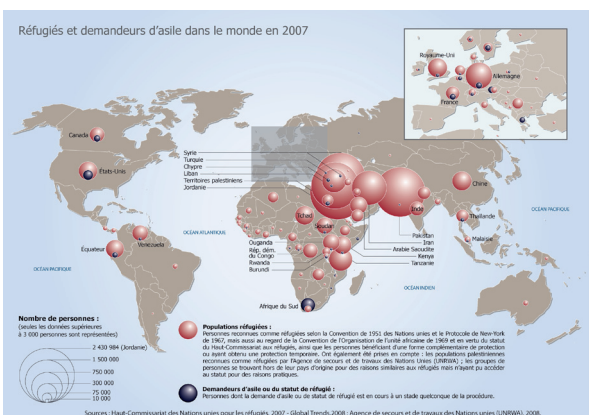 Réfugiés et demandeurs d'asile dans le monde en 2007
Royaume-Uni
Allemagne
France
Canada
États-Unis
Syrie
Turquie
Chypre
Liban
Territoires palestiniens
Jordanie
Chine
Inde
Tchad
Soudan
Thaïlande
OCÉAN PACIFIQUE
OCÉAN ATLANTIQUE
Pakistan
Iran
Arabie Saoudite
Malaisie
Venezuela
Équateur
Ouganda
Rép. dém.
du Congo
Rwanda
Burundi
Kenya
Tanzanie
OCÉAN PACIFIQUE
OCÉAN INDIEN
Afrique du Sud
Nombre de personnes :
(seules les données supérieures
à 3 000 personnes sont représentées)
2 430 984 (Jordanie)
1 500 000
750 000
300 000
75 000
10 000
Populations réfugiées :
Personnes reconnues comme réfugiées selon la Convention de 1951 des Nations unies et le Protocole de New-York
de 1967, mais aussi au regard de la Convention de l'Organisation de l'unité africaine de 1969 et en vertu du statut
du Haut-Commissariat aux réfugiés, ainsi que les personnes bénéficiant d'une forme complémentaire de protection
ou ayant obtenu une protection temporaire. Ont également été prises en compte : les populations palestiniennes
reconnues comme réfugiées par l'Agence de secours et de travaux des Nations Unies (UNRWA) ; les groupes de
personnes se trouvant hors de leur pays d'origine pour des raisons similaires aux réfugiés mais n'ayant pu accéder
au statut pour des raisons pratiques.
Demandeurs d'asile ou du statut de réfugié :
Personnes dont la demande d'asile ou du statut de réfugié est en cours à un stade quelconque de la procédure.
Sources : Haut-Commissariat des Nations unies pour les réfugiés, 2007 - Global Trends,2008 ; Agence de secours et de travaux des Nations unies (UNRWA), 2008.